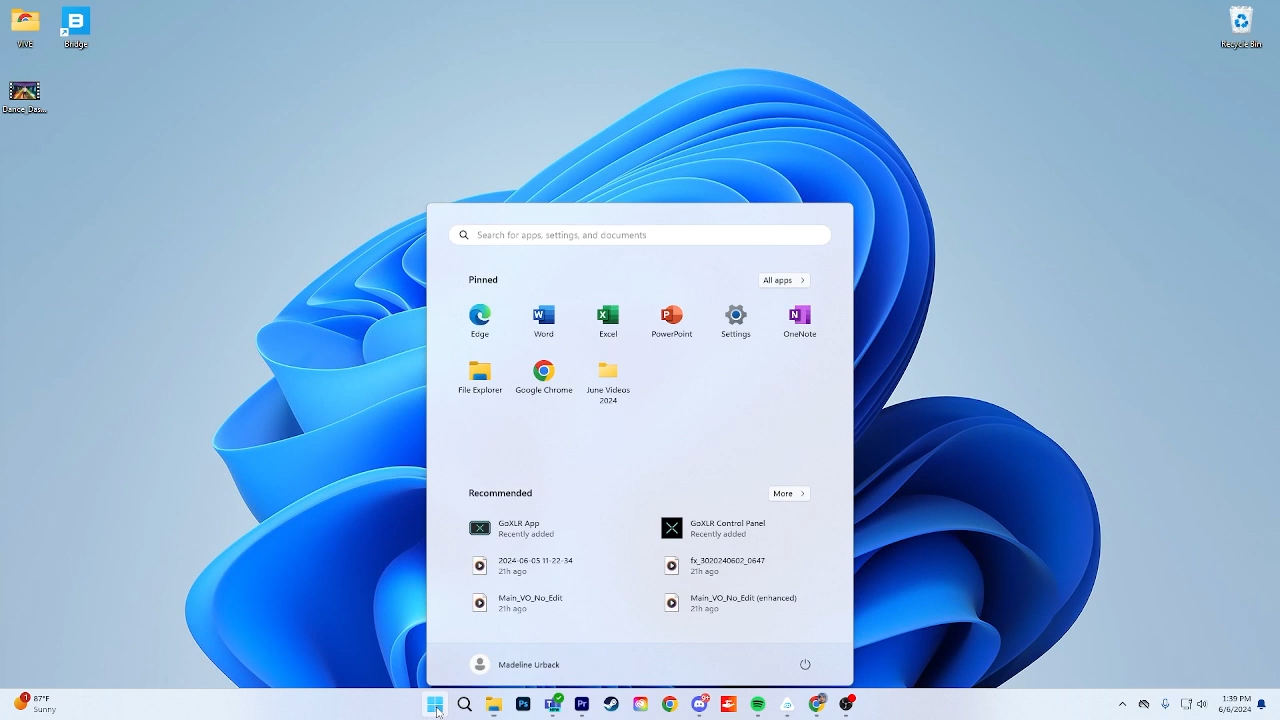 ViVE
Bridge
Recycle Bin
Dance_Das...
Search for apps, settings, and documents
Pinned
All apps
Edge
Word
Excel
PowerPoint
Settings
OneNote
File Explorer
Google Chrome
June Videos
2024
Recommended
More
GoXLR App
Recently added
GoXLR Control Panel
Recently added
2024-06-05 11-22-34
21h ago
fx_3020240602_0647
21h ago
Main_VO_No_Edit
21h ago
Main_VO_No_Edit (enhanced)
21h ago
Madeline Urback
1
87°F
Sunny
1:39 PM
6/6/2024